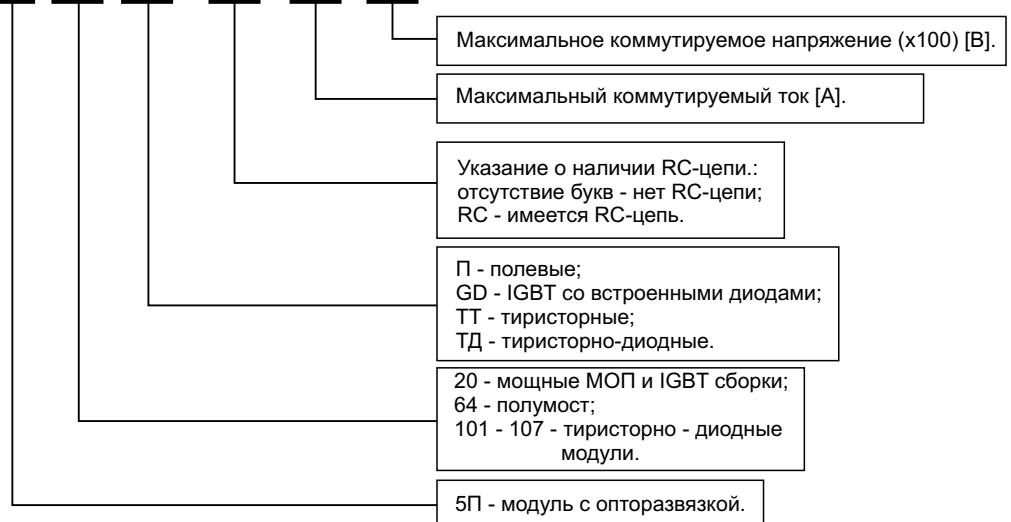 Максимальное коммутируемое напряжение (x100) [В].
Максимальный коммутируемый ток [А].
Указание о наличии RC-цепи.:
отсутствие букв - нет RC-цепи;
RC - имеется RC-цепь.
П - полевые;
GD - IGBT со встроенными диодами;
ТТ - тиристорные;
ТД - тиристорно-диодные.
20 - мощные МОП и IGBT сборки;
64 - полумост;
101 - 107 - тиристорно - диодные
модули.
5П - модуль с опторазвязкой.